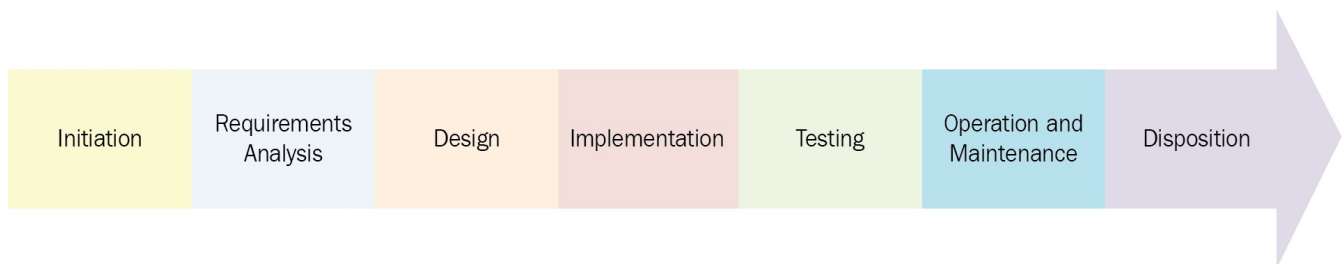 Initiation
Requirements
Analysis
Design
Implementation
Testing
Operation and
Maintenance
Disposition